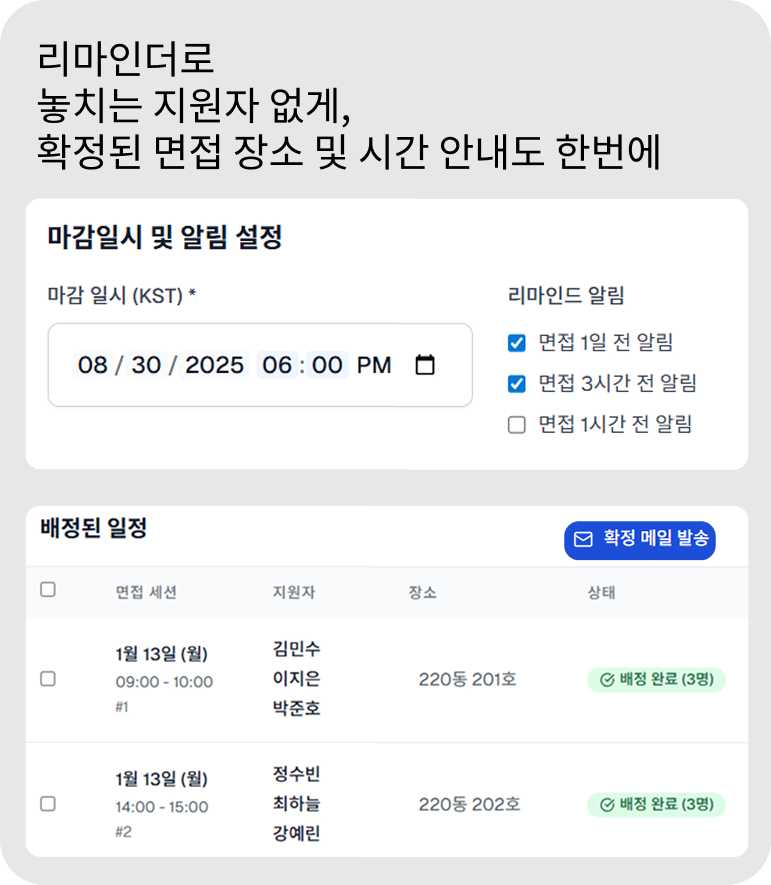 리마인더로
놓치는 지원자 없게,
확정된 면접 장소 및 시간 안내도 한번에
마감일시 및 알림 설정
마감 일시 (KST) *
08 / 30 / 2025 06 : 00 PM
리마인드 알림
면접 1일 전 알림
면접 3시간 전 알림
면접 1시간 전 알림
배정된 일정
확정 메일 발송
면접 세션 지원자 장소 상태
1월 13일 (월)
09:00 - 10:00
#1
김민수
이지은
박준호
220동 201호
배정 완료 (3명)
1월 13일 (월)
14:00 - 15:00
#2
정수빈
최하늘
강예린
220동 202호
배정 완료 (3명)